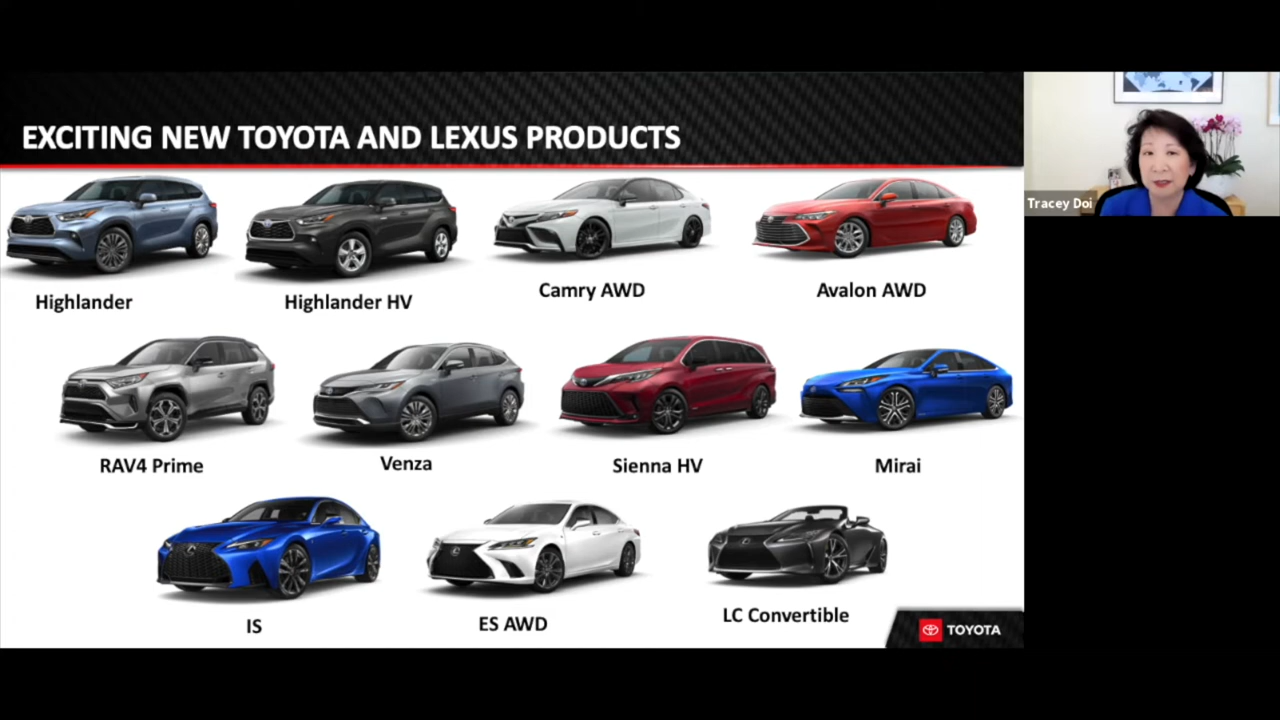 EXCITING NEW TOYOTA AND LEXUS PRODUCTS
Tracey Doi
Highlander
Highlander HV
Camry AWD
Avalon AWD
RAV4 Prime
Venza
Sienna HV
Mirai
IS
ES AWD
LC Convertible
TOYOTA